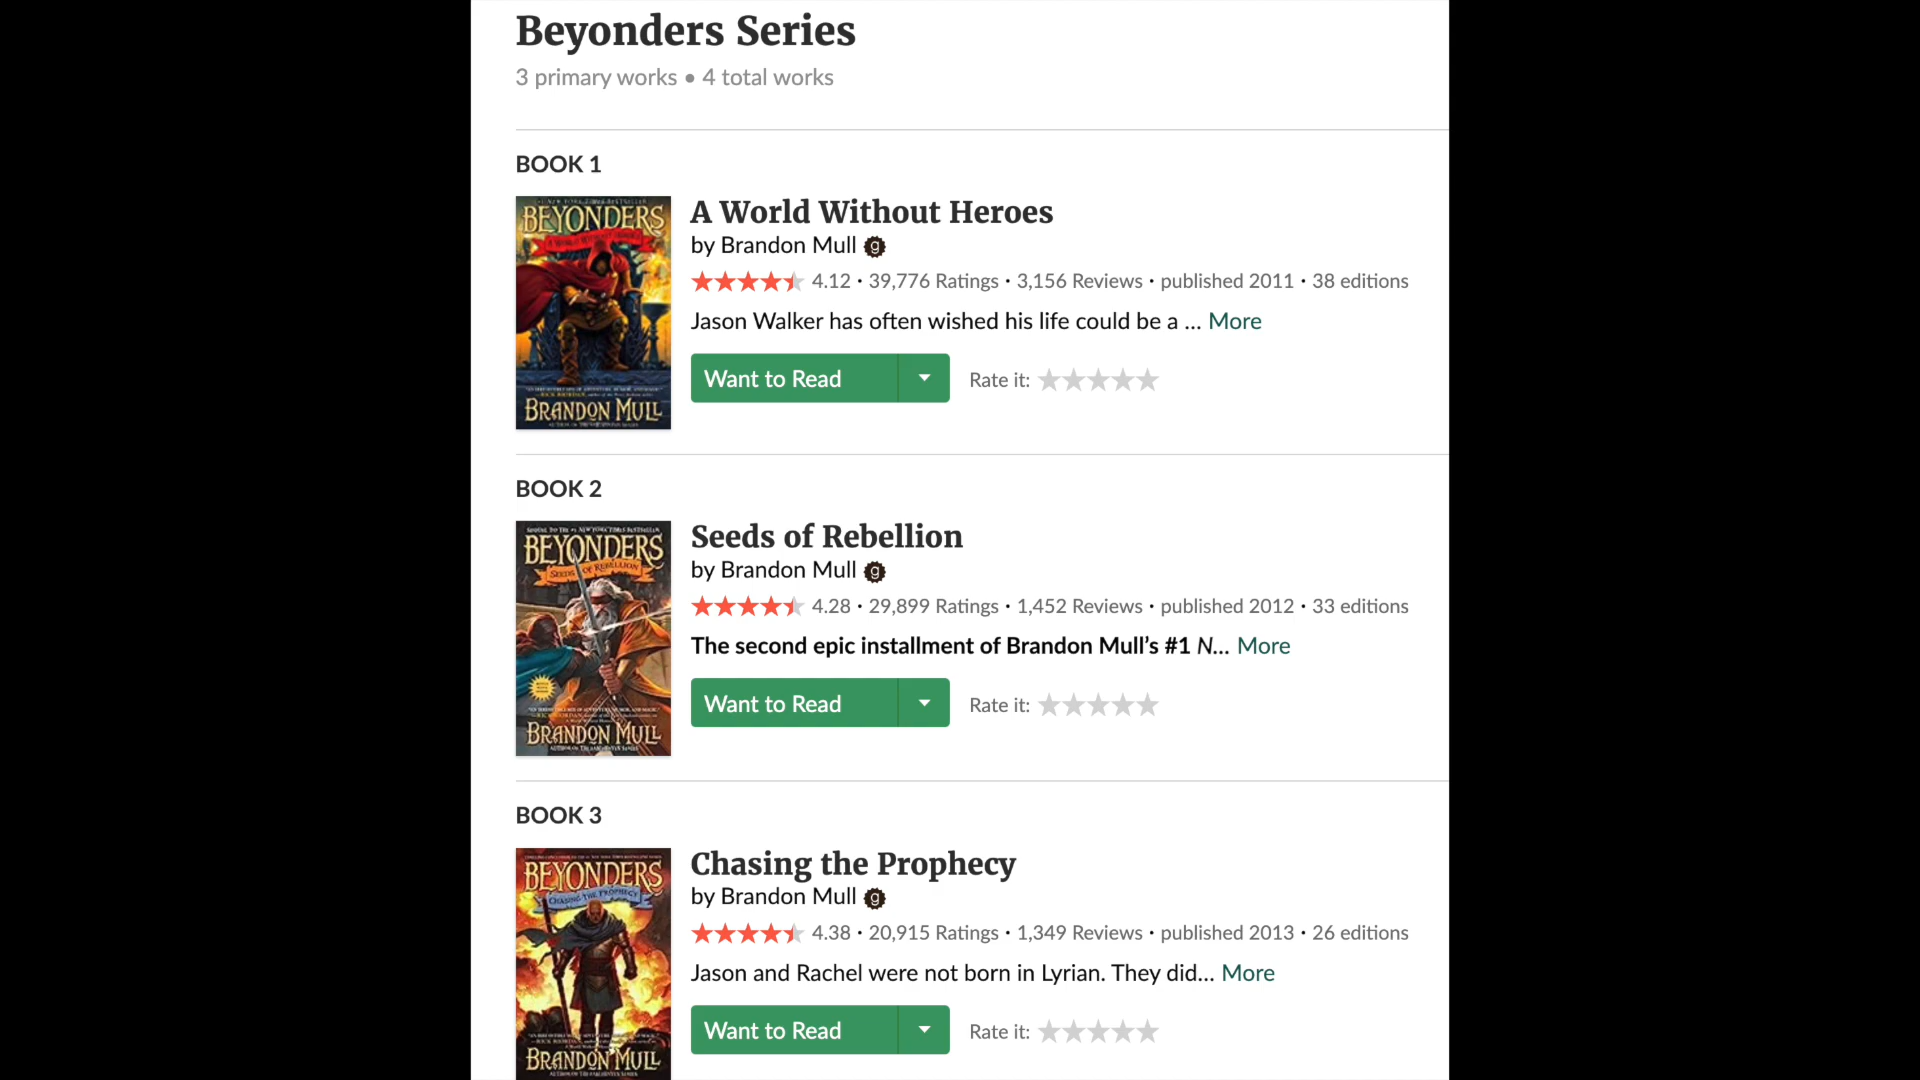 Beyonders Series
3 primary works • 4 total works
BOOK 1
BEYONDERS
BRANDON MULL
A World Without Heroes
by Brandon Mull g
4.12 · 39,776 Ratings · 3,156 Reviews · published 2011 · 38 editions
Jason Walker has often wished his life could be a ... More
Want to Read
Rate it:
BOOK 2
BEYONDERS
SEEDS OF REBELLION
BRANDON MULL
Seeds of Rebellion
by Brandon Mull g
4.28 · 29,899 Ratings · 1,452 Reviews · published 2012 · 33 editions
The second epic installment of Brandon Mull’s #1 N... More
Want to Read
Rate it:
BOOK 3
BEYONDERS
CHASING THE PROPHECY
BRANDON MULL
Chasing the Prophecy
by Brandon Mull g
4.38 · 20,915 Ratings · 1,349 Reviews · published 2013 · 26 editions
Jason and Rachel were not born in Lyrian. They did... More
Want to Read
Rate it: